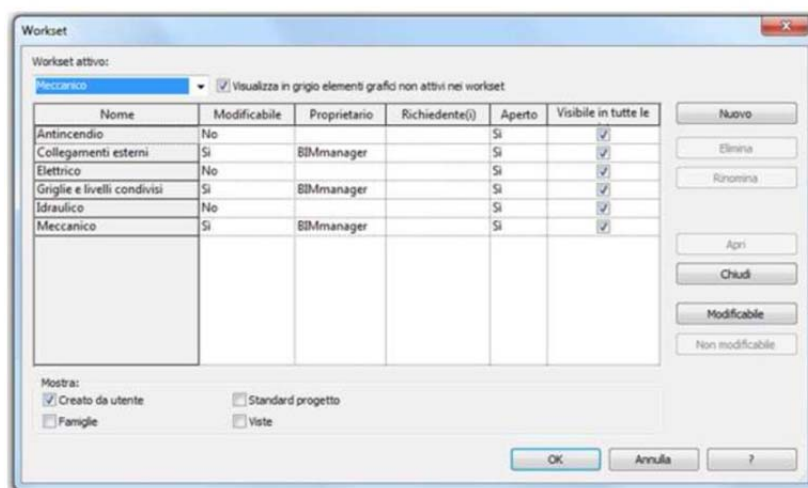 Workset
Workset attivo:
Meccanico Visualizza in grigio elementi grafici non attivi nei workset
Nome Modificabile Proprietario Richiedente(i) Aperto Visibile in tutte le
Antincendio No Sì
Collegamenti esterni Sì BIMmanager Sì
Elettrico No Sì
Griglie e livelli condivisi Sì BIMmanager Sì
Idraulico No Sì
Meccanico Sì BIMmanager Sì
Nuovo
Elimina
Rinomina
Apri
Chiudi
Modificabile
Non modificabile
Mostra:
Creato da utente Standard progetto
Famiglie Viste
OK Annulla ?